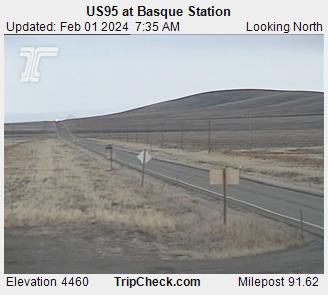 US95 at Basque Station
Updated: Feb 01 2024 7:35 AM Looking North
Elevation 4460 TripCheck.com Milepost 91.62